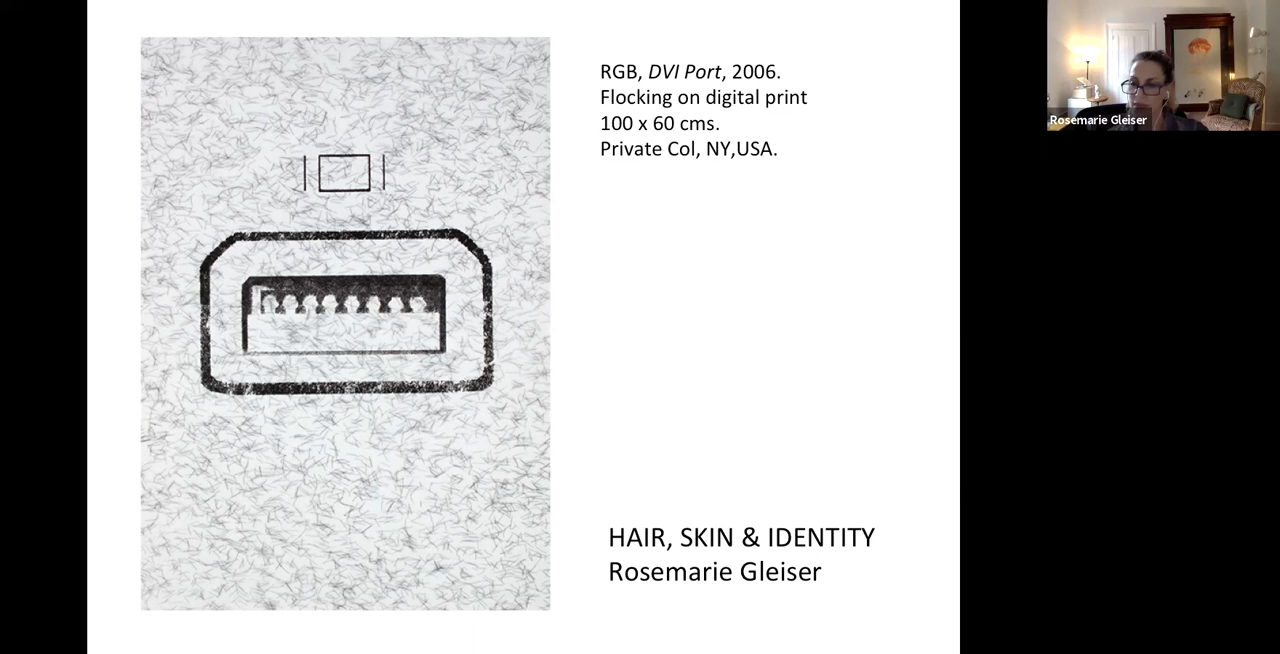 RGB, DVI Port, 2006.
Flocking on digital print
100 x 60 cms.
Private Col, NY,USA.
HAIR, SKIN & IDENTITY
Rosemarie Gleiser
Rosemarie Gleiser